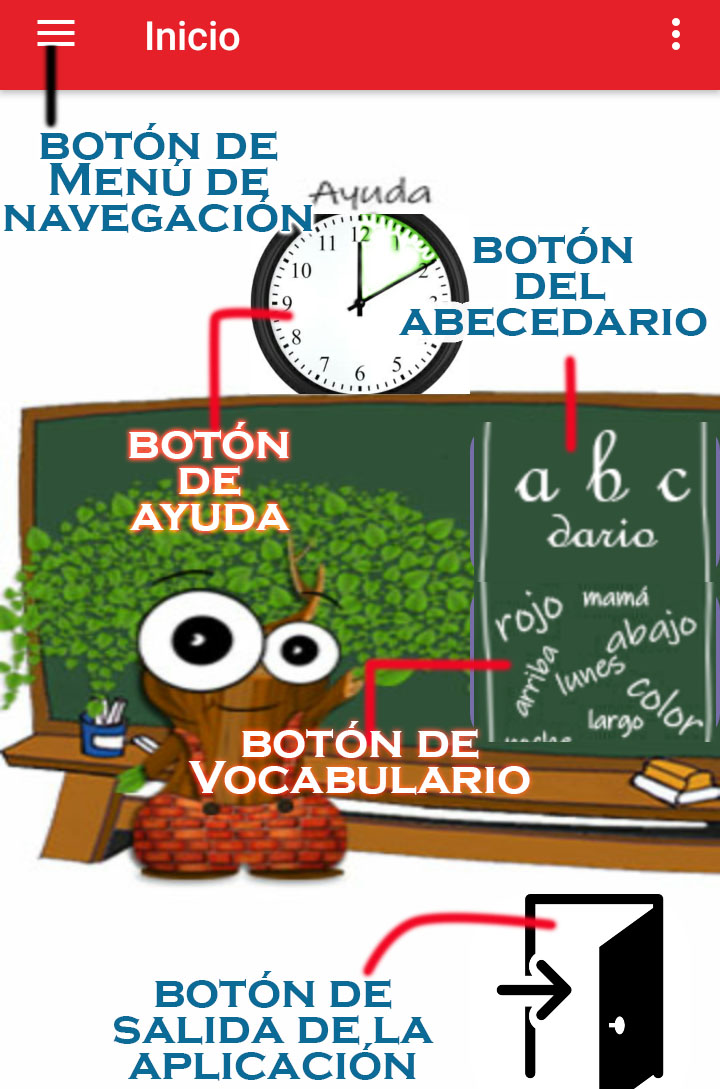 Inicio
BOTÓN DE
MENÚ DE
NAVEGACIÓN
Ayuda
12
11
1
10
2
9
8
7
6
5
BOTÓN
DEL
ABECEDARIO
BOTÓN
DE
AYUDA
a b c
dario
rojo
mamá
abajo
arriba
lunes
color
largo
BOTÓN DE
VOCABULARIO
BOTÓN DE
SALIDA DE LA
APLICACIÓN